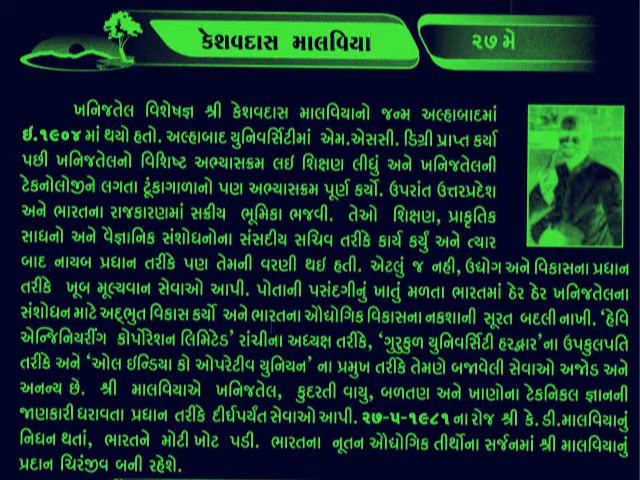 કેશવદાસ માલવિયા
૨૭ મે
ખનિજતેલ વિશેષજ્ઞ શ્રી કેશવદાસ માલવિયાનો જન્મ અલ્હાબાદમાં
ઈ.૧૯૦૪ માં થયો હતો. અલ્હાબાદ યુનિવર્સિટીમાં એમ.એસસી. ડિગ્રી પ્રાપ્ત કર્યા
પછી ખનિજતેલનો વિશિષ્ટ અભ્યાસક્રમ લઇ શિક્ષણ લીધું અને ખનિજતેલની
ટેકનોલોજીને લગતા ટૂંકાગાળાનો પણ અભ્યાસક્રમ પૂર્ણ કર્યો. ઉપરાંત ઉત્તરપ્રદેશ
અને ભારતના રાજકારણમાં સક્રીય ભૂમિકા ભજવી. તેઓ શિક્ષણ, પ્રાકૃતિક
સાધનો અને વૈજ્ઞાનિક સંશોધનોના સંસદીય સચિવ તરીકે કાર્ય કર્યું અને ત્યાર
બાદ નાયબ પ્રધાન તરીકે પણ તેમની વરણી થઇ હતી. એટલું જ નહી, ઉદ્યોગ અને વિકાસના પ્રધાન
તરીકે ખૂબ મૂલ્યવાન સેવાઓ આપી. પોતાની પસંદગીનું ખાતું મળતા ભારતમાં ઠેર ઠેર ખનિજતેલના
સંશોધન માટે અદ્ભુત વિકાસ કર્યો અને ભારતના ઔદ્યોગિક વિકાસના નકશાની સૂરત બદલી નાખી. ‘હેવિ
એન્જિનિયરીંગ કોર્પોરેશન લિમિટેડ’ રાંચીના અધ્યક્ષ તરીકે, ‘ગુરુકુળ યુનિવર્સિટી હરદ્વાર’ના ઉપકુલપતિ
તરીકે અને ‘ઓલ ઇન્ડિયા કો ઓપરેટીવ યુનિયન’ ના પ્રમુખ તરીકે તેમણે બજાવેલી સેવાઓ અજોડ અને
અનન્ય છે. શ્રી માલવિયાએ ખનિજતેલ, કુદરતી વાયુ, બળતણ અને ખાણોના ટેકનિકલ જ્ઞાનની
જાણકારી ધરાવતા પ્રધાન તરીકે દીર્ઘપર્યંત સેવાઓ આપી. ૨૭-૫-૧૯૮૧ ના રોજ શ્રી કે. ડી.માલવિયાનું
નિધન થતાં, ભારતને મોટી ખોટ પડી. ભારતના નૂતન ઔદ્યોગિક તીર્થોના સર્જનમાં શ્રી માલવિયાનું
પ્રદાન ચિરંજીવ બની રહેશે.